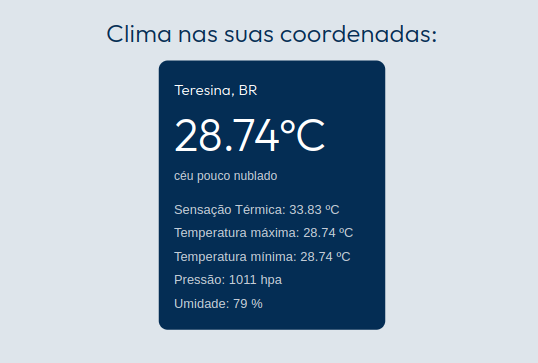 Clima nas suas coordenadas:
Teresina, BR
28.74°C
céu pouco nublado
Sensação Térmica: 33.83 ºC
Temperatura máxima: 28.74 ºC
Temperatura mínima: 28.74 ºC
Pressão: 1011 hpa
Umidade: 79 %